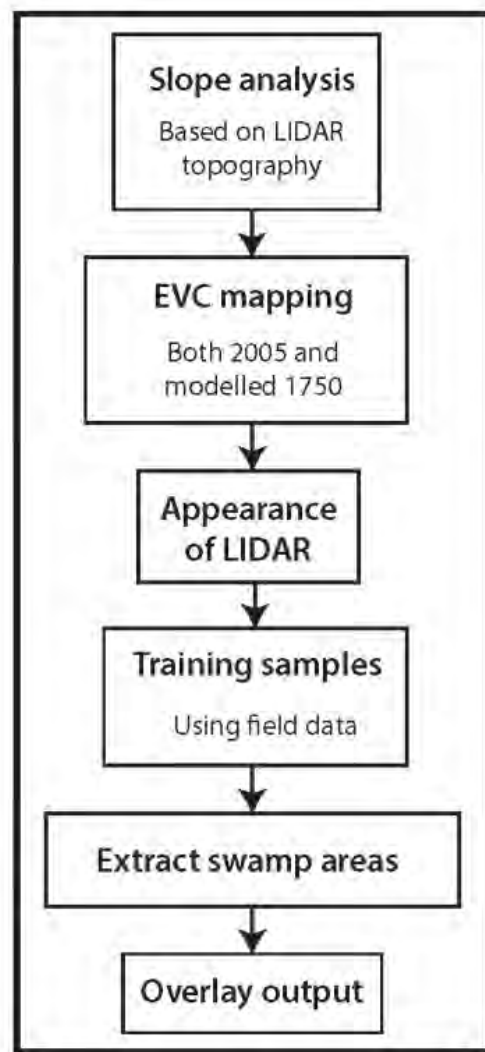 Slope analysis
Based on LIDAR
topography
EVC mapping
Both 2005 and
modelled 1750
Appearance
of LIDAR
Training samples
Using field data
Extract swamp areas
Overlay output